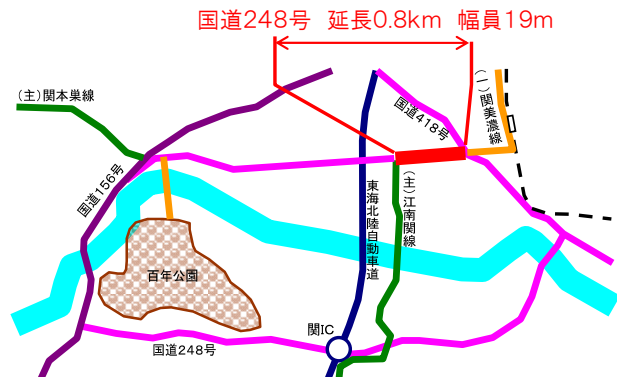 国道248号 延長0.8km 幅員19m
(主)関本巣線
国道418号
(一)関美濃線
国道156号
(主)江南関線
東海北陸自動車道
百年公園
関IC
国道248号